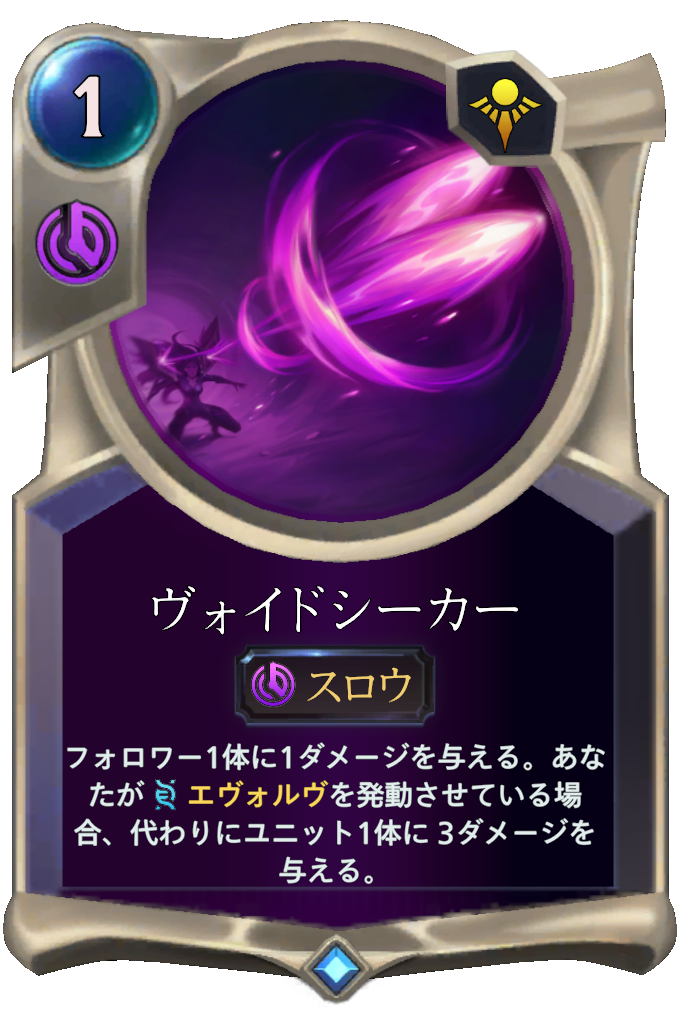 1
ヴォイドシーカー
スロウ
フォロワー1体に1ダメージを与える。あな
たが エヴォルヴを発動させている場
合、代わりにユニット1体に 3ダメージを
与える。